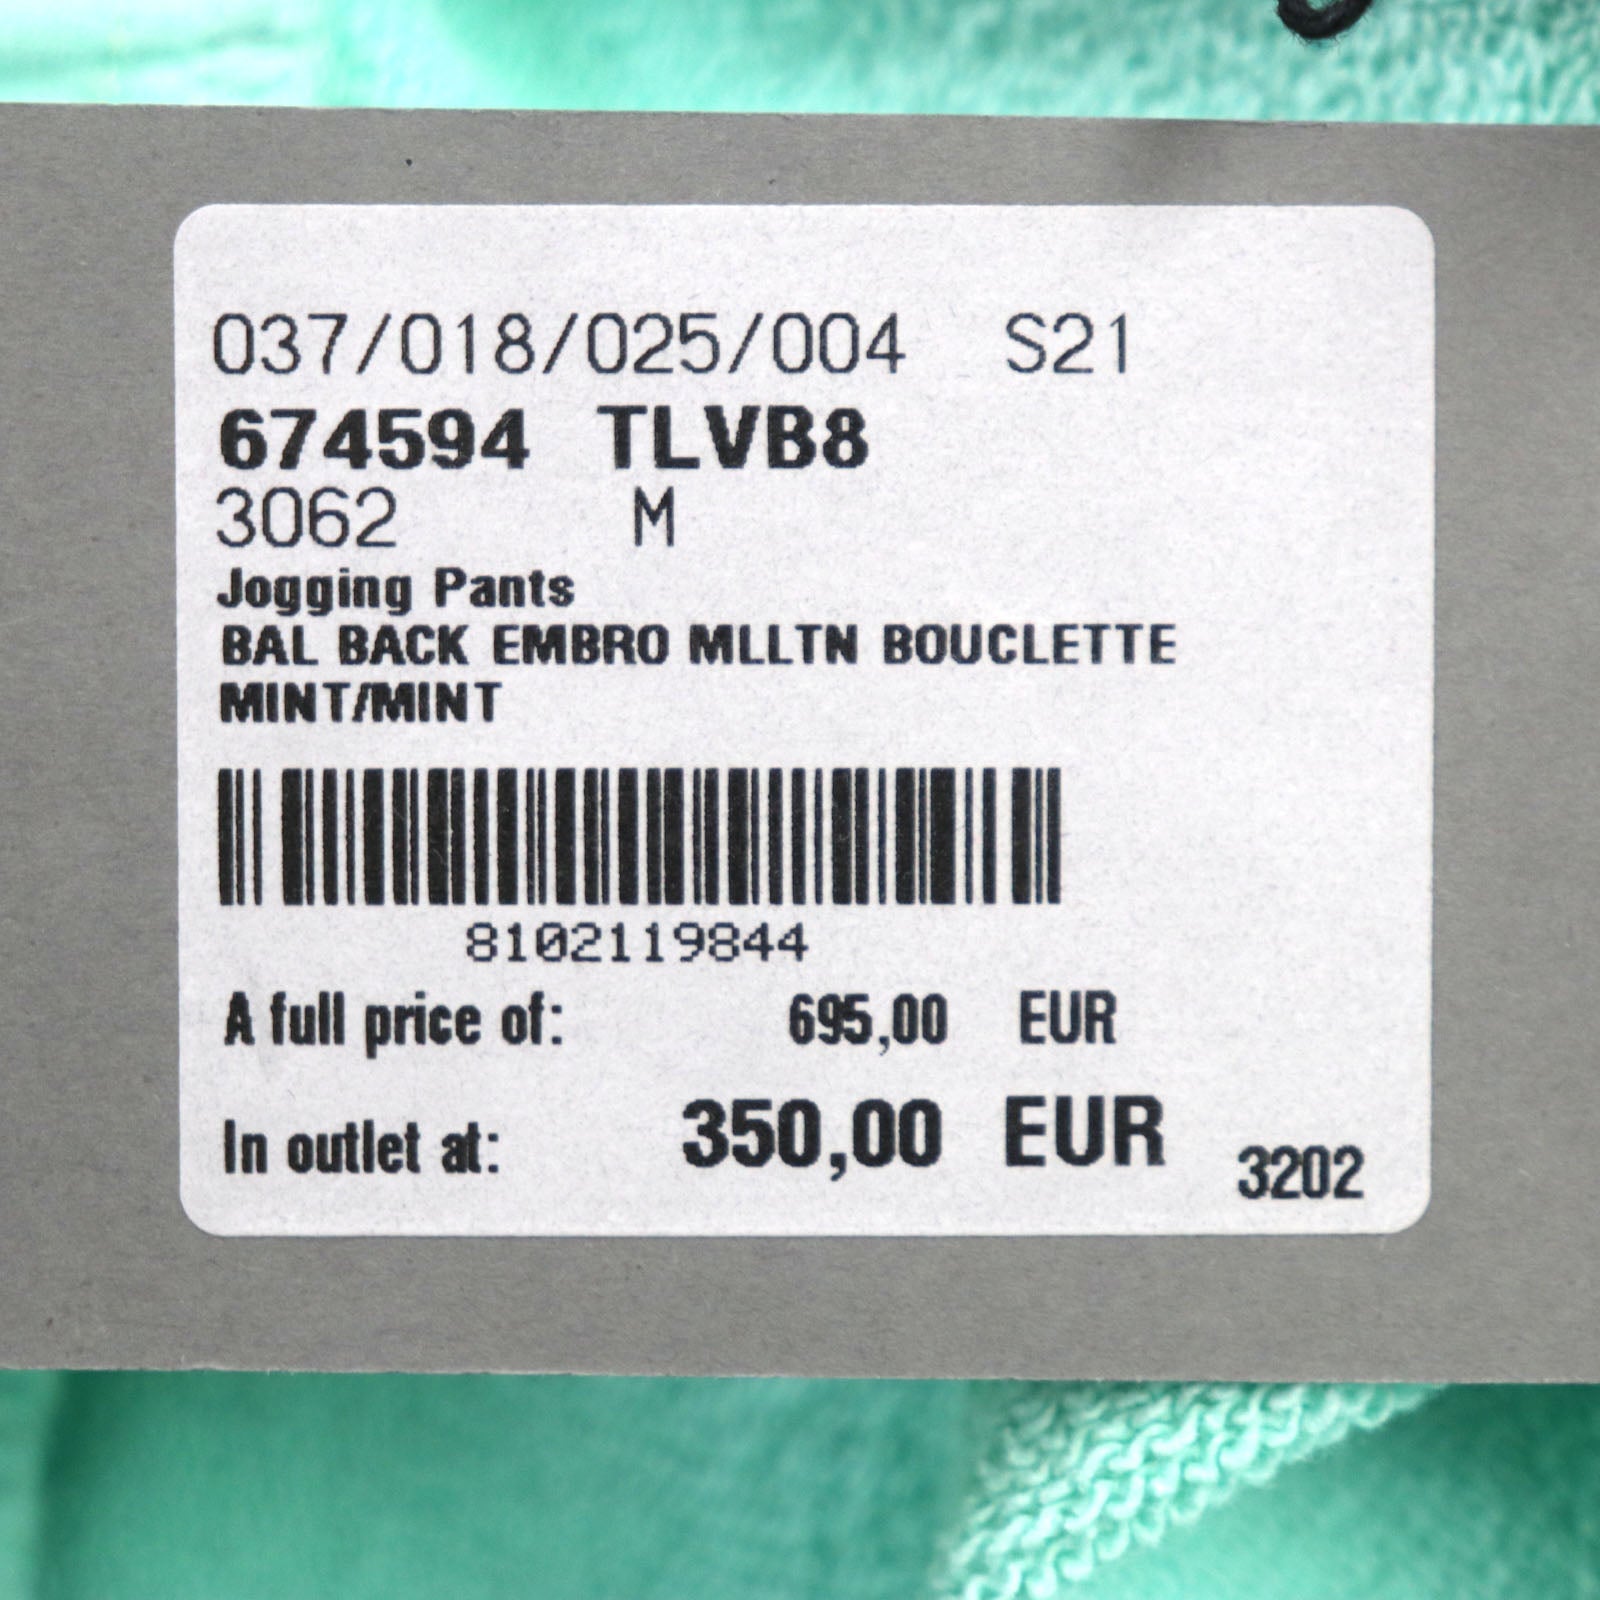 037/018/025/004 S21
674594 TLVB8
3062 M
Jogging Pants
BAL BACK EMBRO MLLTN BOUCLETTE
MINT/MINT
8102119844
A full price of: 695,00 EUR
In outlet at: 350,00 EUR 3202